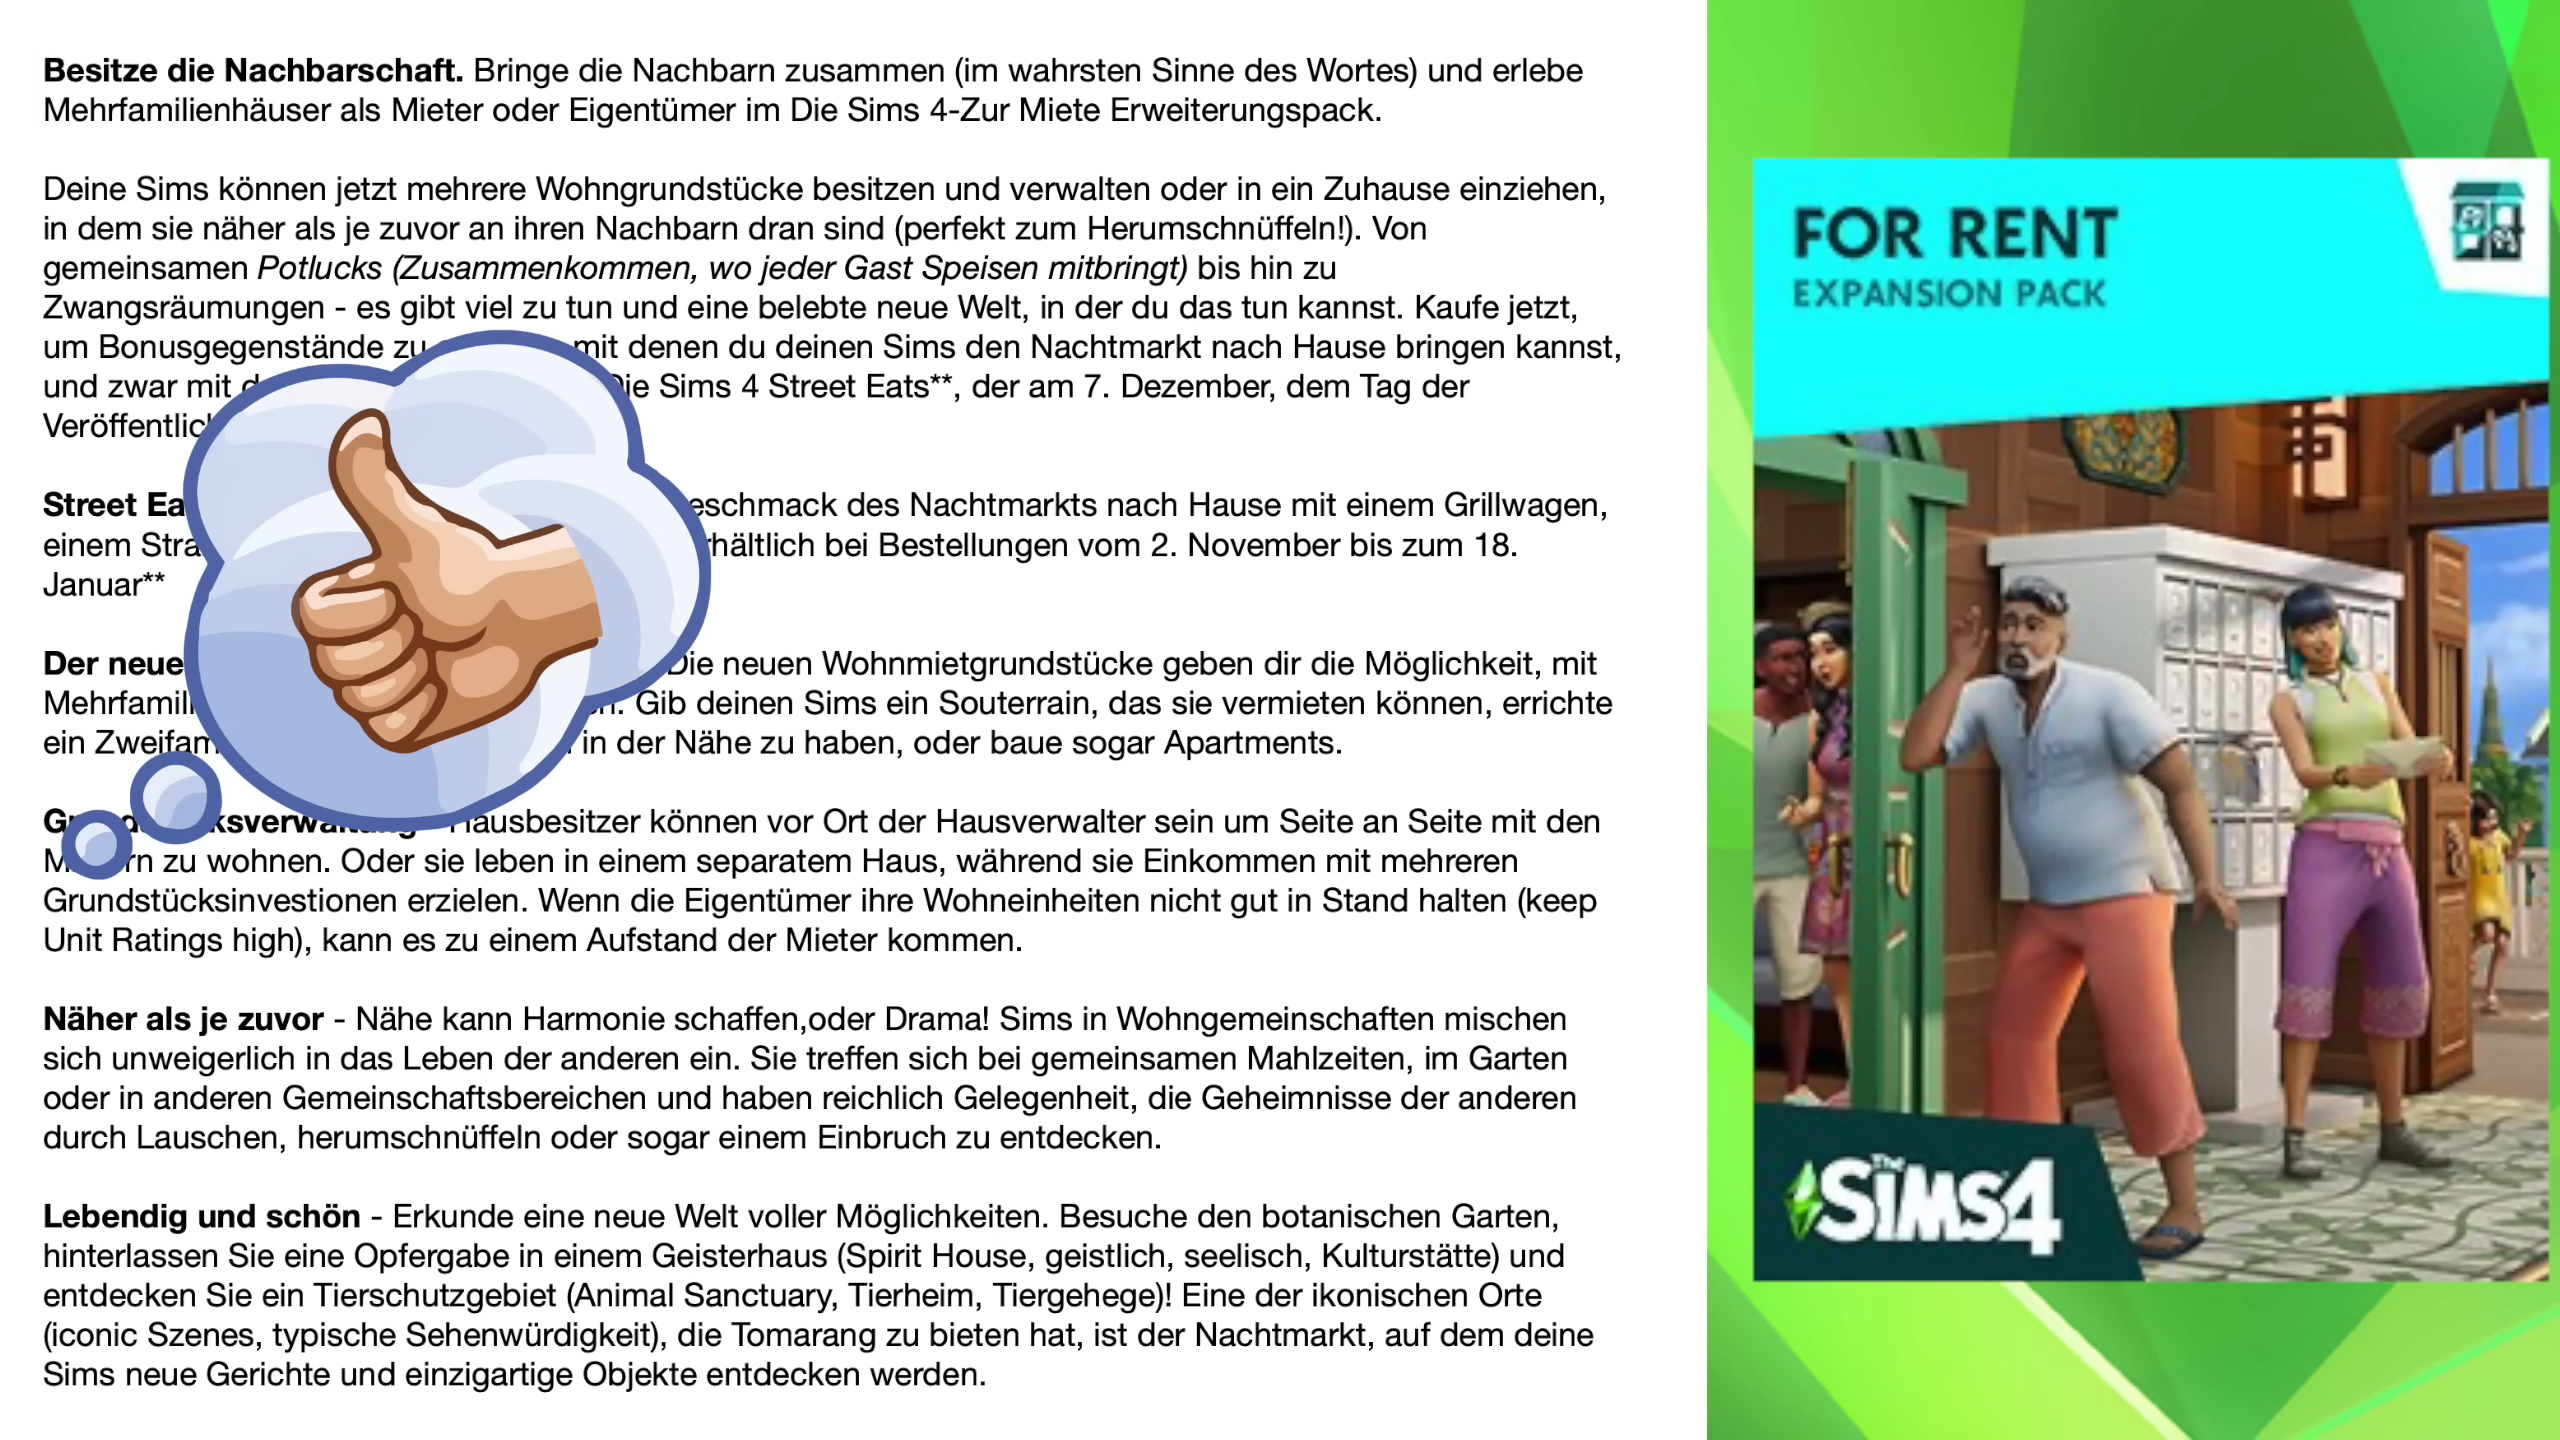 Besitze die Nachbarschaft. Bringe die Nachbarn zusammen (im wahrsten Sinne des Wortes) und erlebe
Mehrfamilienhäuser als Mieter oder Eigentümer im Die Sims 4-Zur Miete Erweiterungspack.
Deine Sims können jetzt mehrere Wohngrundstücke besitzen und verwalten oder in ein Zuhause einziehen,
in dem sie näher als je zuvor an ihren Nachbarn dran sind (perfekt zum Herumschnüffeln!). Von
gemeinsamen Potlucks (Zusammenkommen, wo jeder Gast Speisen mitbringt) bis hin zu
Zwangsräumungen - es gibt viel zu tun und eine belebte neue Welt, in der du das tun kannst. Kaufe jetzt,
um Bonusgegenstände zu mit denen du deinen Sims den Nachtmarkt nach Hause bringen kannst,
und zwar mit Die Sims 4 Street Eats**, der am 7. Dezember, dem Tag der
Street des Nachtmarkts nach Hause mit einem Grillwagen,
einem bei Bestellungen vom 2. November bis zum 18.
Januar**
Der neue Die neuen Wohnmietgrundstücke geben dir die Möglichkeit, mit
Gib deinen Sims ein Souterrain, das sie vermieten können, errichte
ein in der Nähe zu haben, oder baue sogar Apartments.
Hausbesitzer können vor Ort der Hausverwalter sein um Seite an Seite mit den
zu wohnen. Oder sie leben in einem separatem Haus, während sie Einkommen mit mehreren
Grundstücksinvestionen erzielen. Wenn die Eigentümer ihre Wohneinheiten nicht gut in Stand halten (keep
Unit Ratings high), kann es zu einem Aufstand der Mieter kommen.
Näher als je zuvor - Nähe kann Harmonie schaffen,oder Drama! Sims in Wohngemeinschaften mischen
sich unweigerlich in das Leben der anderen ein. Sie treffen sich bei gemeinsamen Mahlzeiten, im Garten
oder in anderen Gemeinschaftsbereichen und haben reichlich Gelegenheit, die Geheimnisse der anderen
durch Lauschen, herumschnüffeln oder sogar einem Einbruch zu entdecken.
Lebendig und schön - Erkunde eine neue Welt voller Möglichkeiten. Besuche den botanischen Garten,
hinterlassen Sie eine Opfergabe in einem Geisterhaus (Spirit House, geistlich, seelisch, Kulturstätte) und
entdecken Sie ein Tierschutzgebiet (Animal Sanctuary, Tierheim, Tiergehege)! Eine der ikonischen Orte
(iconic Szenes, typische Sehenwürdigkeit), die Tomarang zu bieten hat, ist der Nachtmarkt, auf dem deine
Sims neue Gerichte und einzigartige Objekte entdecken werden.
FOR RENT
EXPANSION PACK
The
SIMS4